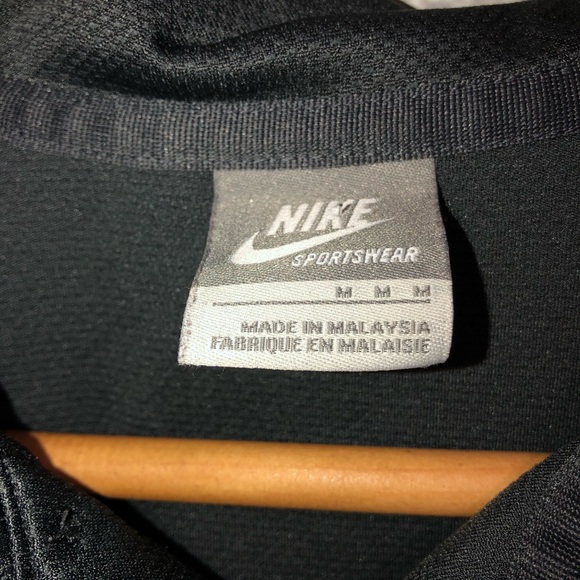 NIKE
SPORTSWEAR
M M M
MADE IN MALAYSIA
FABRIQUE EN MALAISIE